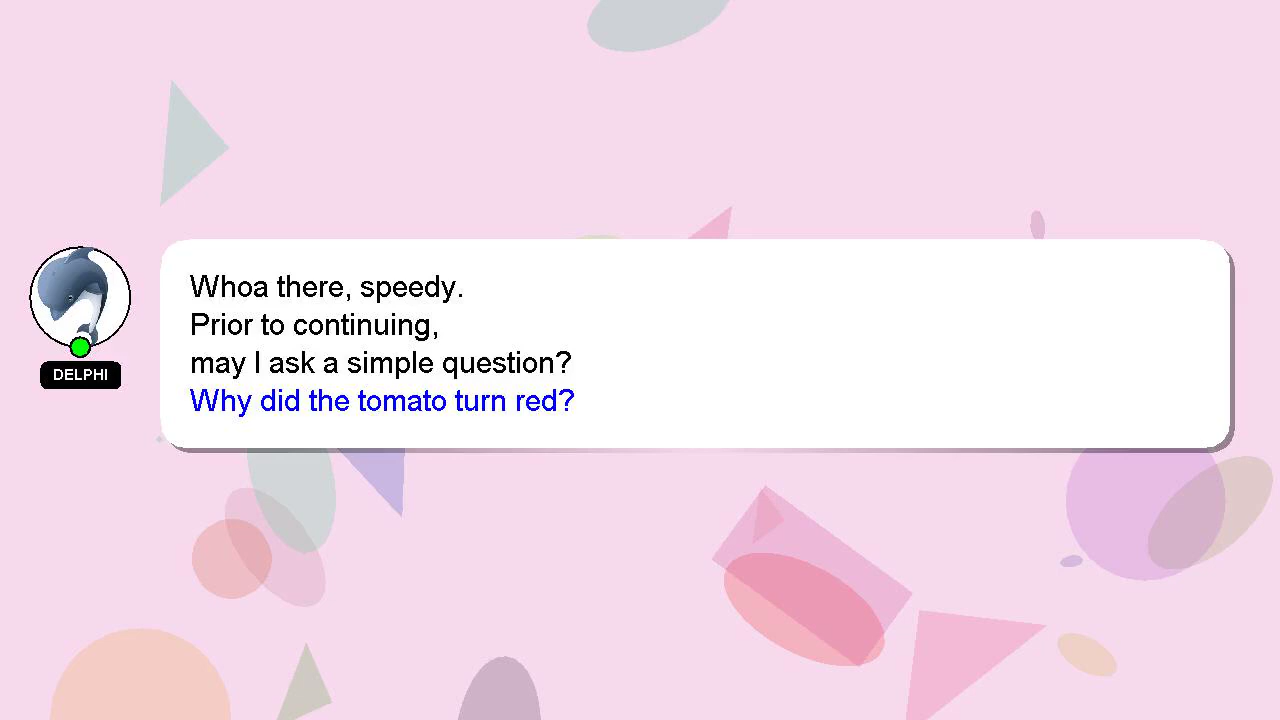 Whoa there, speedy.
Prior to continuing,
may I ask a simple question?
Why did the tomato turn red?
DELPHI